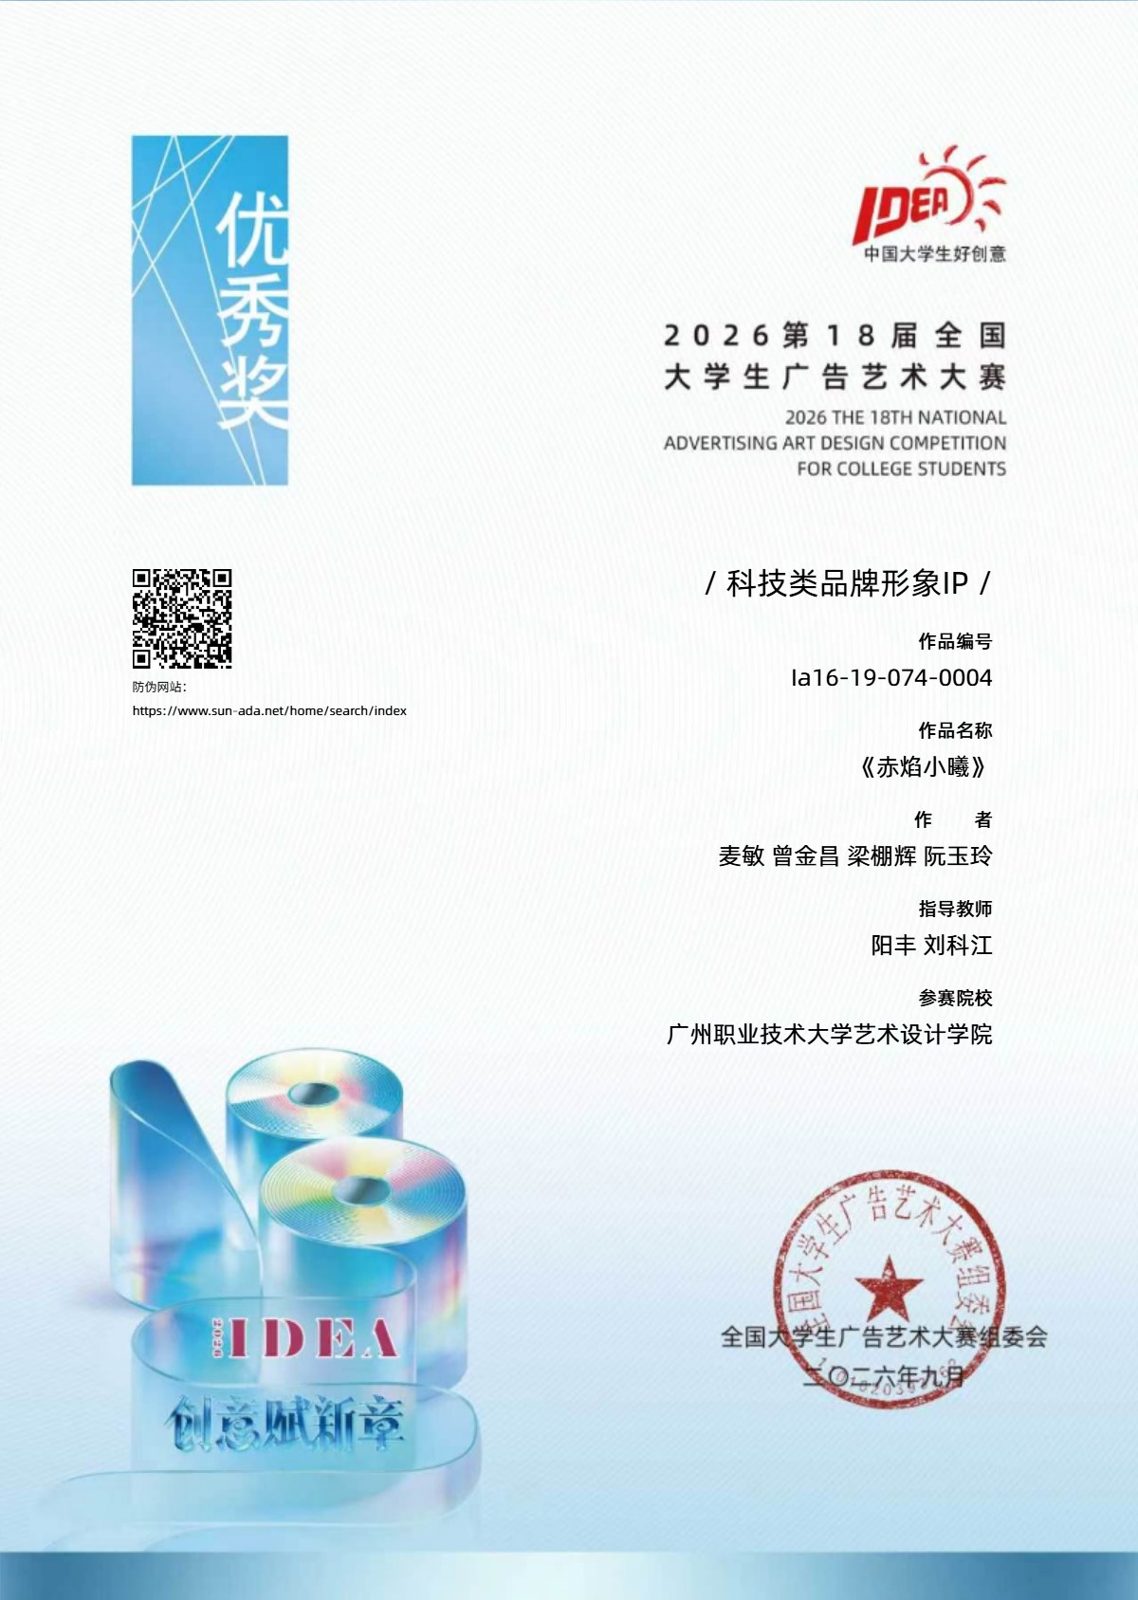 优秀奖
IDEA
中国大学生好创意
2026第18届全国
大学生广告艺术大赛
2026 THE 18TH NATIONAL
ADVERTISING ART DESIGN COMPETITION
FOR COLLEGE STUDENTS
/ 科技类品牌形象IP /
作品编号
Ia16-19-074-0004
作品名称
《赤焰小曦》
作 者
麦敏 曾金昌 梁棚辉 阮玉玲
指导教师
阳丰 刘科江
参赛院校
广州职业技术大学艺术设计学院
防伪网站：
https://www.sun-ada.net/home/search/index
2026 IDEA
创意赋新章
全国大学生广告艺术大赛组委会
全国大学生广告艺术大赛组委会
二〇二六年九月